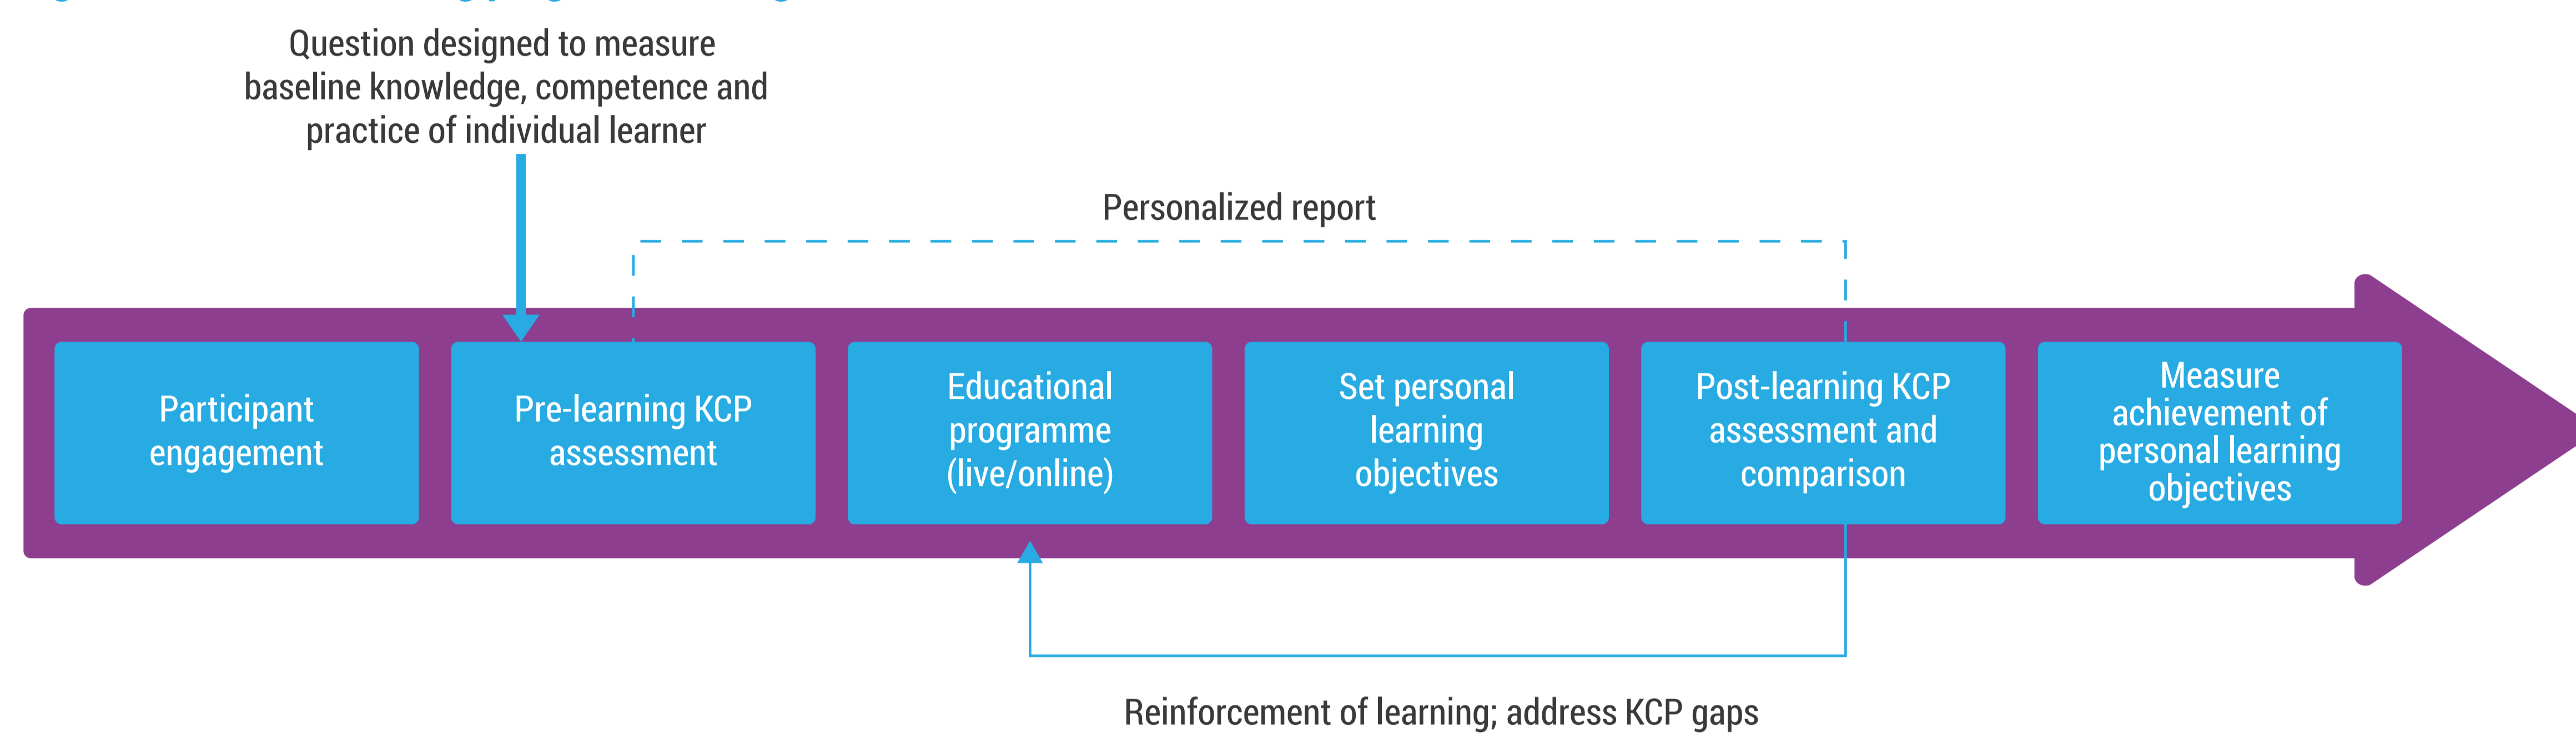 Question designed to measure
baseline knowledge, competence and
practice of individual learner
Personalized report
Participant
engagement
Pre-learning KCP
assessment
Educational
programme
(live/online)
Set personal
learning
objectives
Post-learning KCP
assessment and
comparison
Measure
achievement of
personal learning
objectives
Reinforcement of learning; address KCP gaps